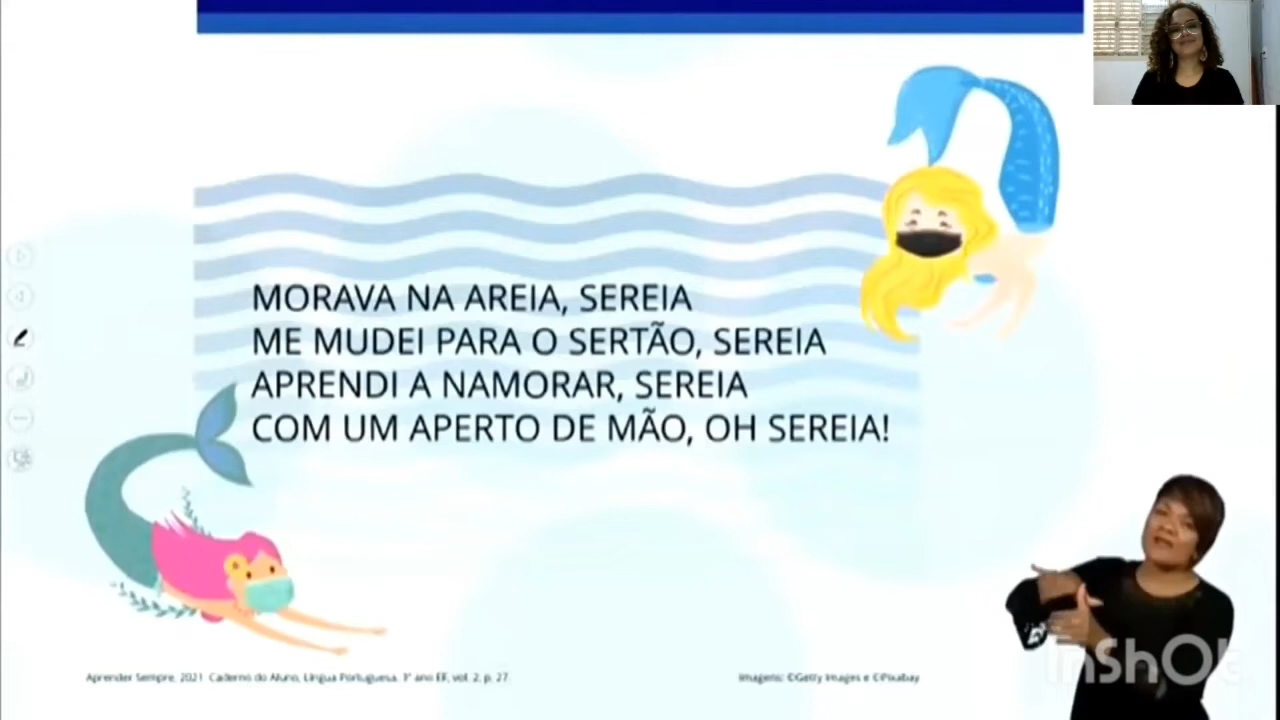 MORAVA NA AREIA, SEREIA
ME MUDEI PARA O SERTÃO, SEREIA
APRENDI A NAMORAR, SEREIA
COM UM APERTO DE MÃO, OH SEREIA!
Aprender Sempre, 2021 Caderno do Aluno, Língua Portuguesa, 3º ano EF, vol. 2, p. 27
Imagens: ©Getty Images e ©Pixabay
InShOt